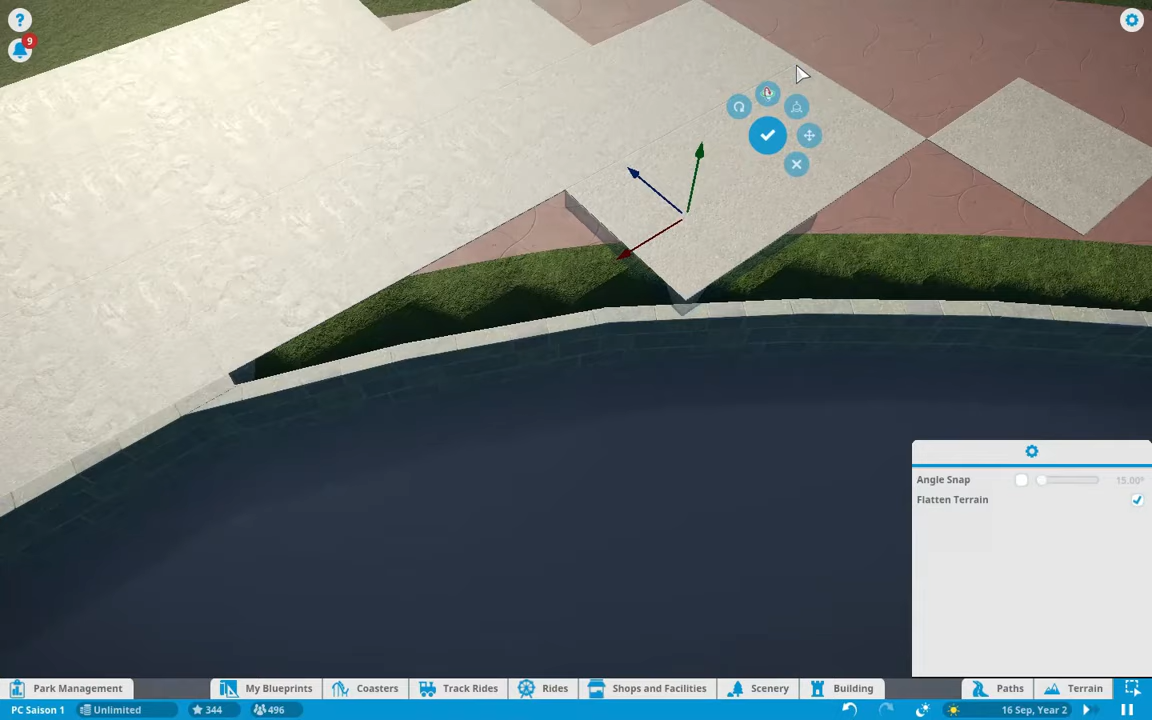 ?
9
Angle Snap 15.00°
Flatten Terrain
Park Management My Blueprints Coasters Track Rides Rides Shops and Facilities Scenery Building Paths Terrain
PC Saison 1 Unlimited 344 496 16 Sep, Year 2